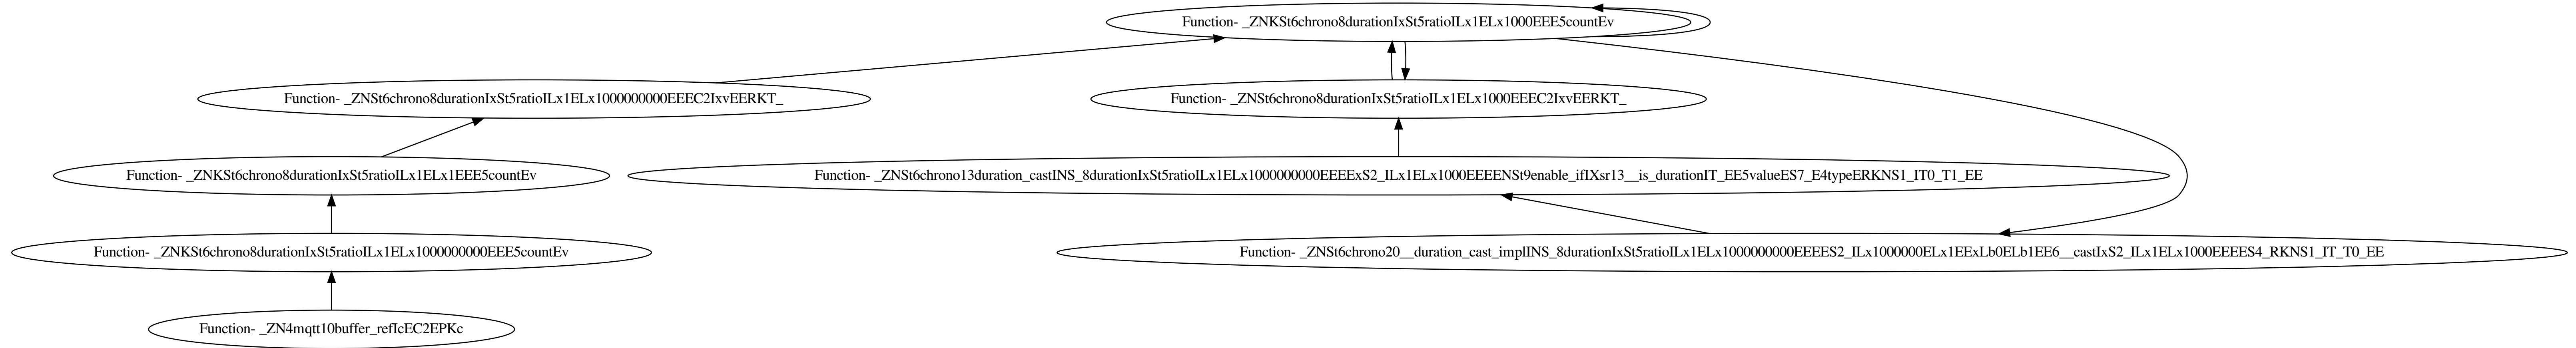 Function- _ZNKSt6chrono8durationIxSt5ratioILx1ELx1000EEE5countEv
Function- _ZNSt6chrono8durationIxSt5ratioILx1ELx1000000000EEEC2IxvEERKT_
Function- _ZNSt6chrono8durationIxSt5ratioILx1ELx1000EEEC2IxvEERKT_
Function- _ZNKSt6chrono8durationIxSt5ratioILx1ELx1EEE5countEv
Function- _ZNSt6chrono13duration_castINS_8durationIxSt5ratioILx1ELx1000000000EEEExS2_ILx1ELx1000EEEENSt9enable_ifIXsr13__is_durationIT_EE5valueES7_E4typeERKNS1_IT0_T1_EE
Function- _ZNKSt6chrono8durationIxSt5ratioILx1ELx1000000000EEE5countEv
Function- _ZNSt6chrono20__duration_cast_implINS_8durationIxSt5ratioILx1ELx1000000000EEEES2_ILx1000000ELx1EExLb0ELb1EE6__castIxS2_ILx1ELx1000EEEES4_RKNS1_IT_T0_EE
Function- _ZN4mqtt10buffer_refIcEC2EPKc